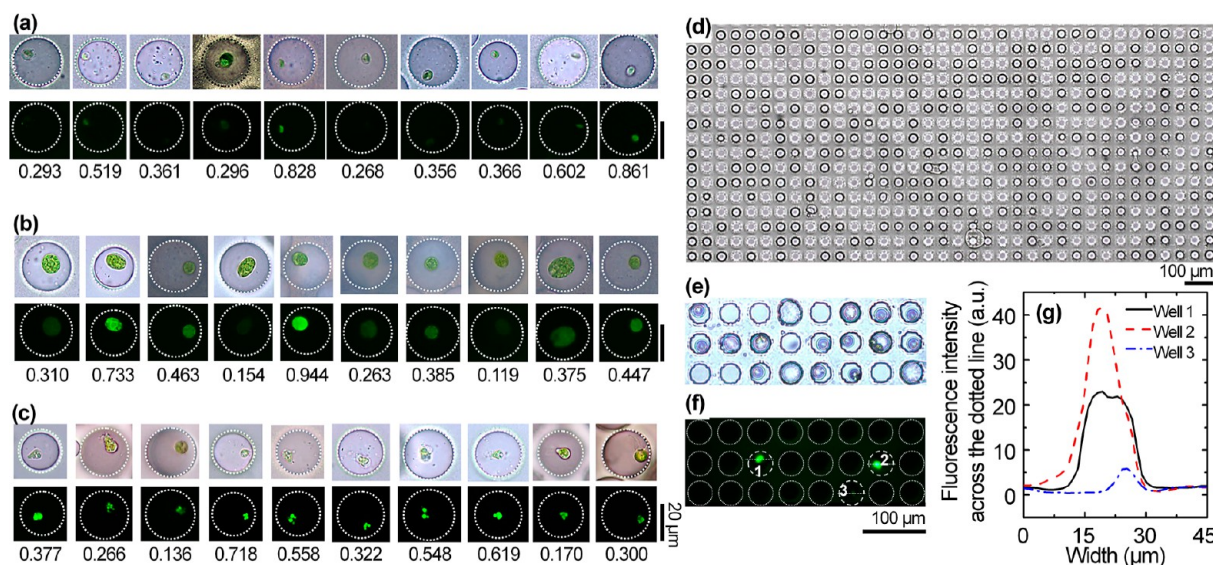 (a)
0.293 0.519 0.361 0.296 0.828 0.268 0.356 0.366 0.602 0.861
(b)
0.310 0.733 0.463 0.154 0.944 0.263 0.385 0.119 0.375 0.447
(c)
20 µm
0.377 0.266 0.136 0.718 0.558 0.322 0.548 0.619 0.170 0.300
(d)
100 µm
(e)
(f)
1 2 3
100 µm
(g)
Fluorescence intensity
across the dotted line (a.u.)
40
30
20
10
0
Well 1
Well 2
Well 3
0 15 30 45
Width (µm)